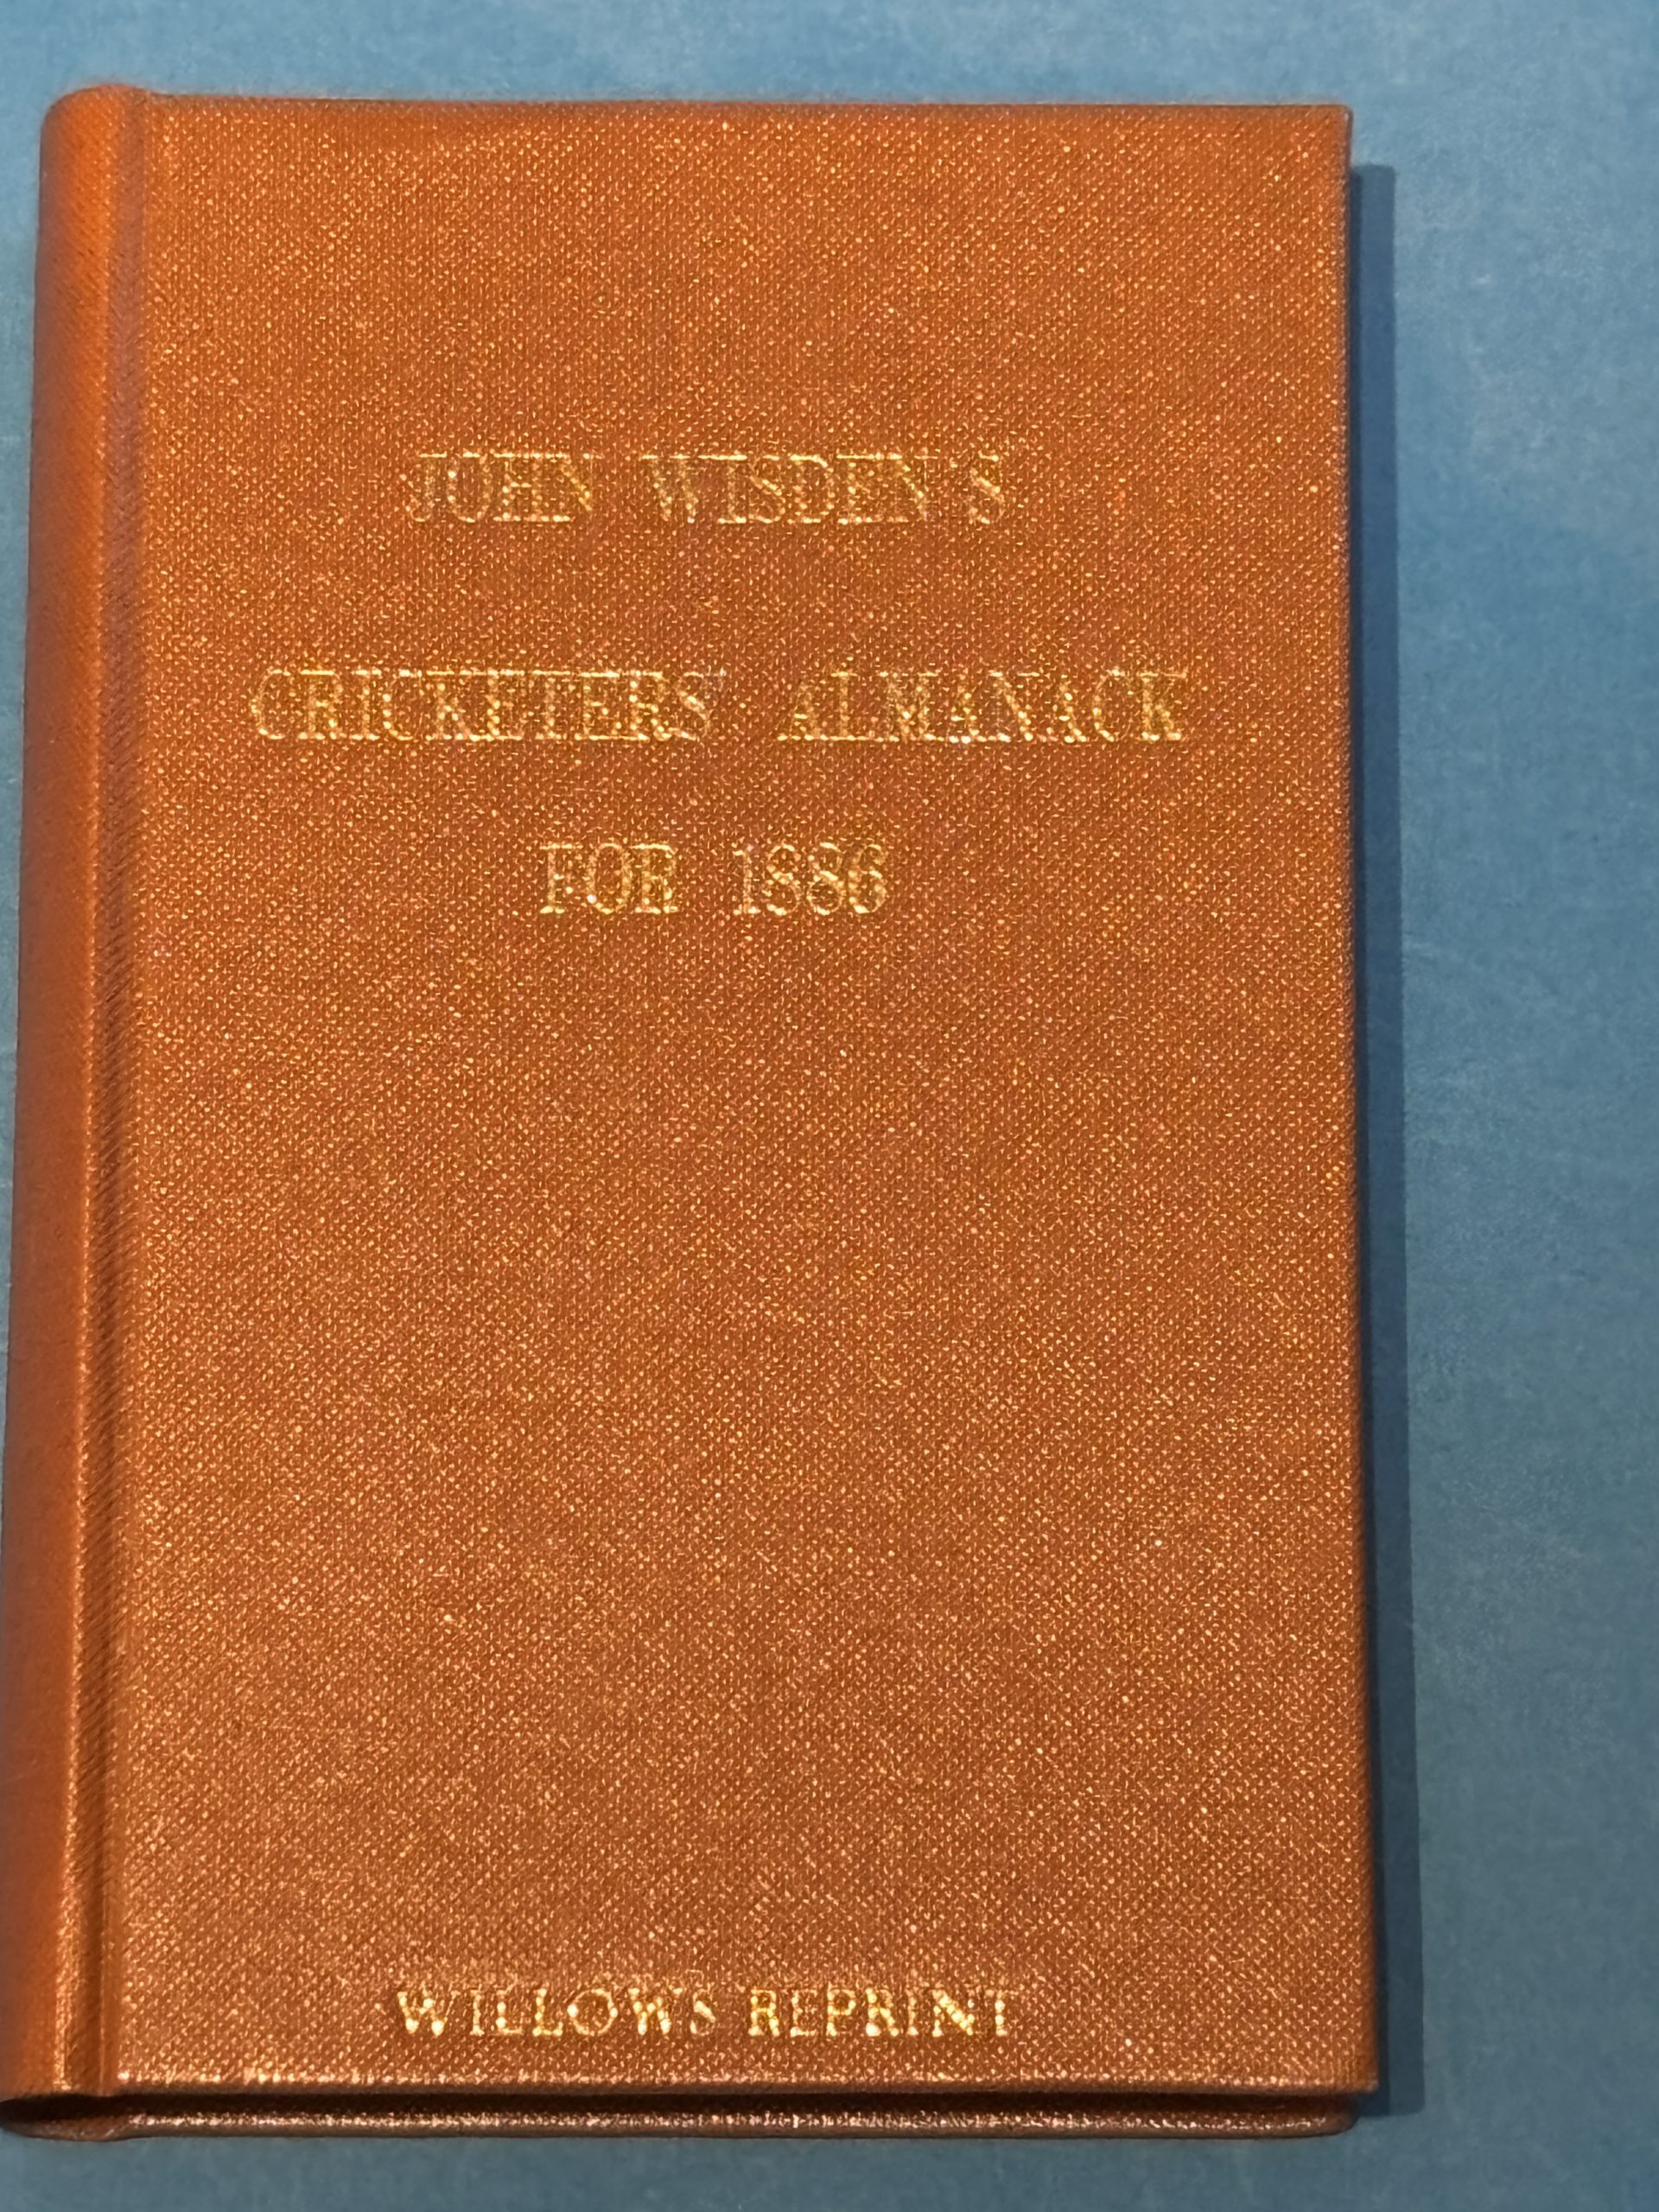 JOHN WISDEN'S
CRICKETERS' ALMANACK
FOR 1886
WILLOWS REPRINT